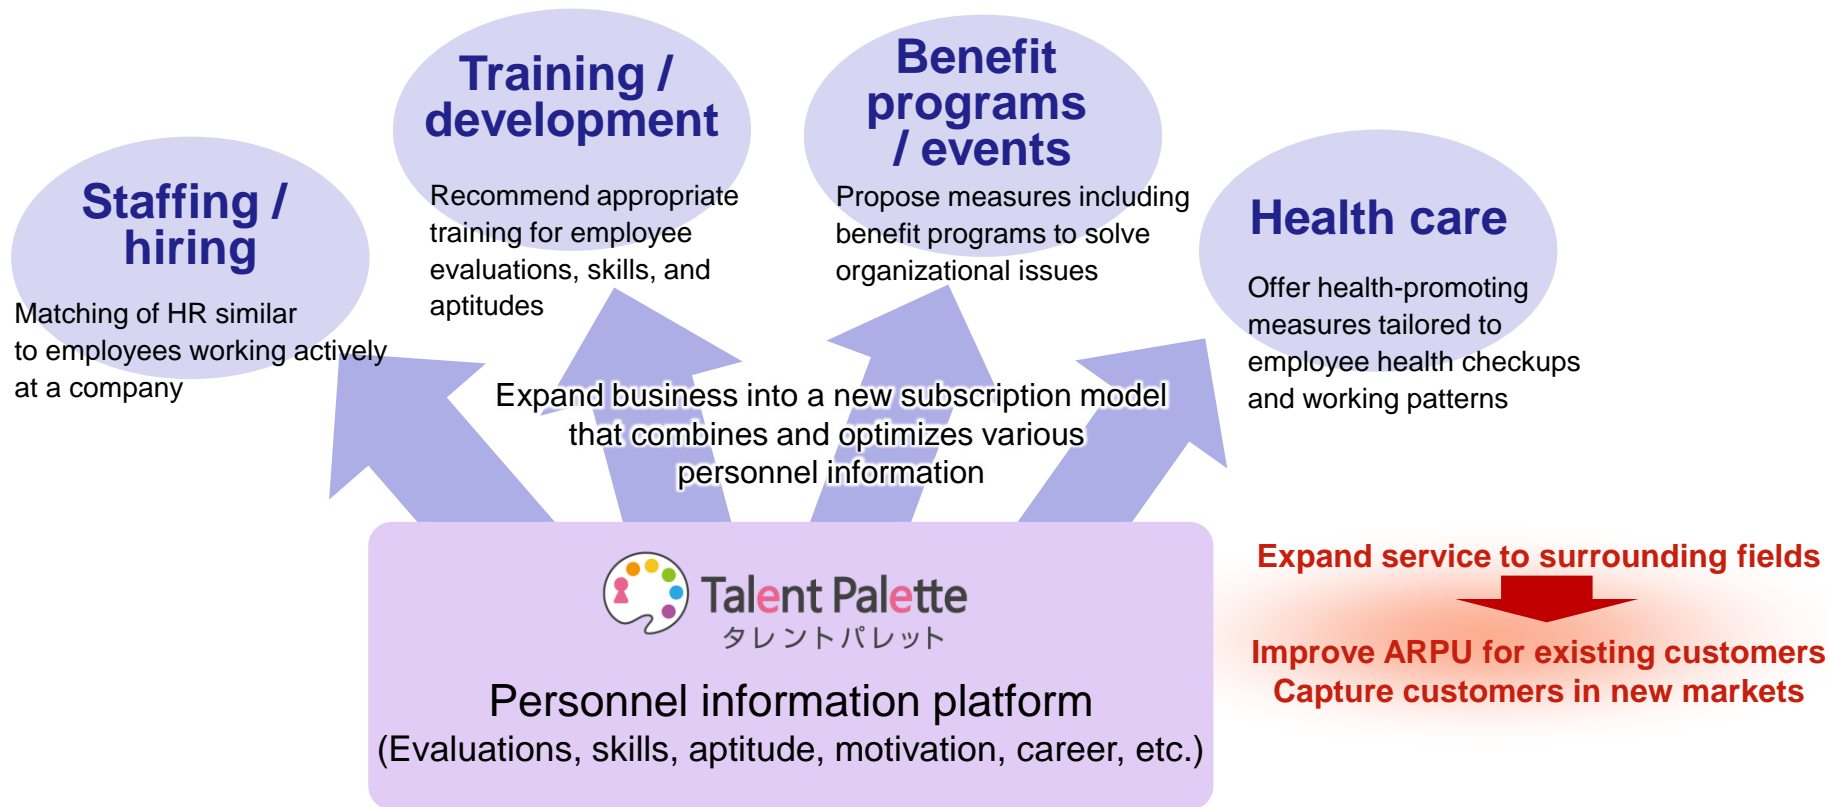 Staffing /
hiring
Matching of HR similar
to employees working actively
at a company
Training /
development
Recommend appropriate
training for employee
evaluations, skills, and
aptitudes
Benefit
programs
/ events
Propose measures including
benefit programs to solve
organizational issues
Health care
Offer health-promoting
measures tailored to
employee health checkups
and working patterns
Expand business into a new subscription model
that combines and optimizes various
personnel information
Talent Palette
タレントパレット
Personnel information platform
(Evaluations, skills, aptitude, motivation, career, etc.)
Expand service to surrounding fields
Improve ARPU for existing customers
Capture customers in new markets